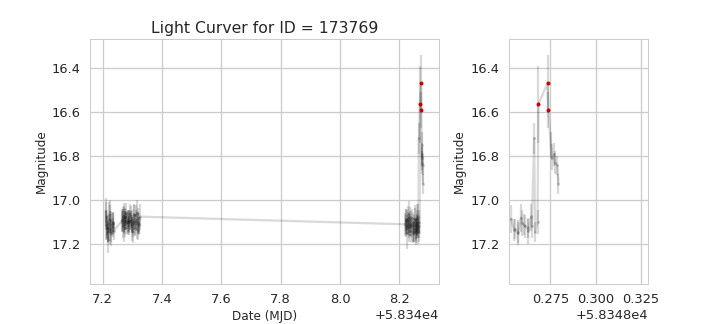 Light Curver for ID = 173769
16.4
16.6
16.8
17.0
17.2
Magnitude
7.2 7.4 7.6 7.8 8.0 8.2
Date (MJD) +5.834e4
16.4
16.6
16.8
17.0
17.2
Magnitude
0.275 0.300 0.325
+5.8348e4